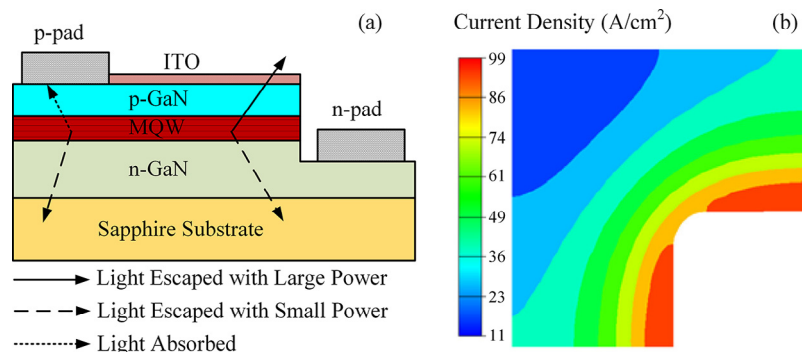 (a)
p-pad
ITO
p-GaN
MQW
n-pad
n-GaN
Sapphire Substrate
Light Escaped with Large Power
Light Escaped with Small Power
Light Absorbed
Current Density (A/cm²) (b)
99
86
74
61
49
36
23
11